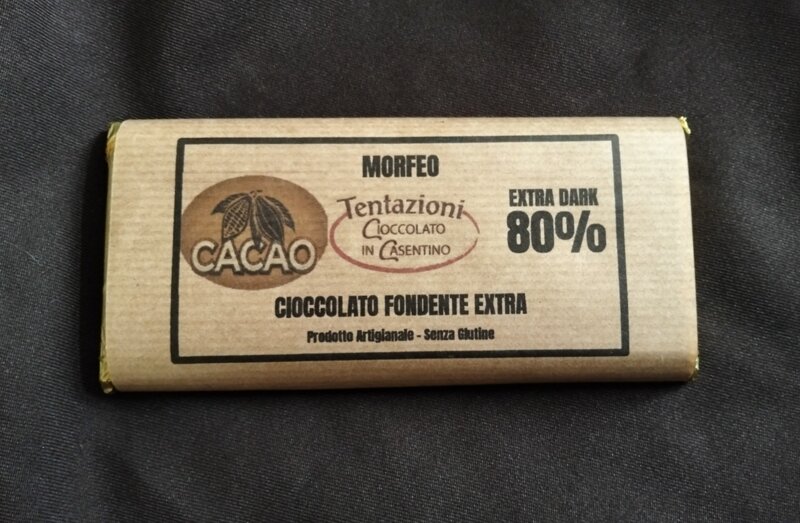 MORFEO
CACAO
Tentazioni
CIOCCOLATO
IN CASENTINO
EXTRA DARK
80%
CIOCCOLATO FONDENTE EXTRA
Prodotto Artigianale - Senza Glutine